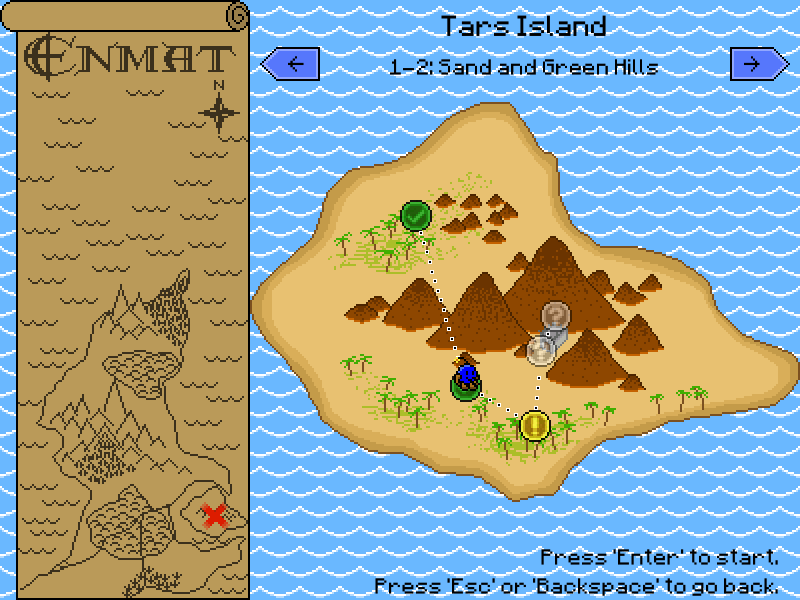 ENMAT
N
Tars Island
1-2: Sand and Green Hills
Press 'Enter' to start.
Press 'Esc' or 'Backspace' to go back.